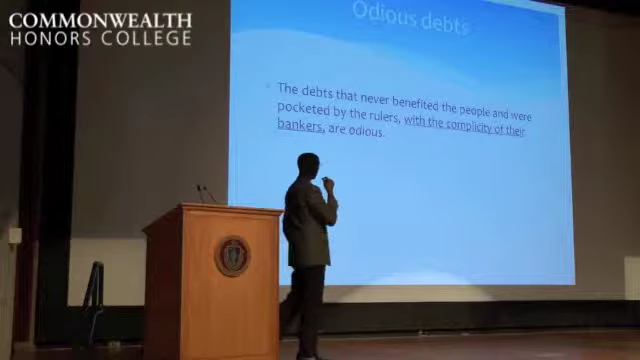 COMMONWEALTH
HONORS COLLEGE
Odious debts
The debts that never benefited the people and were
pocketed by the rulers, with the complicity of their
bankers, are odious.